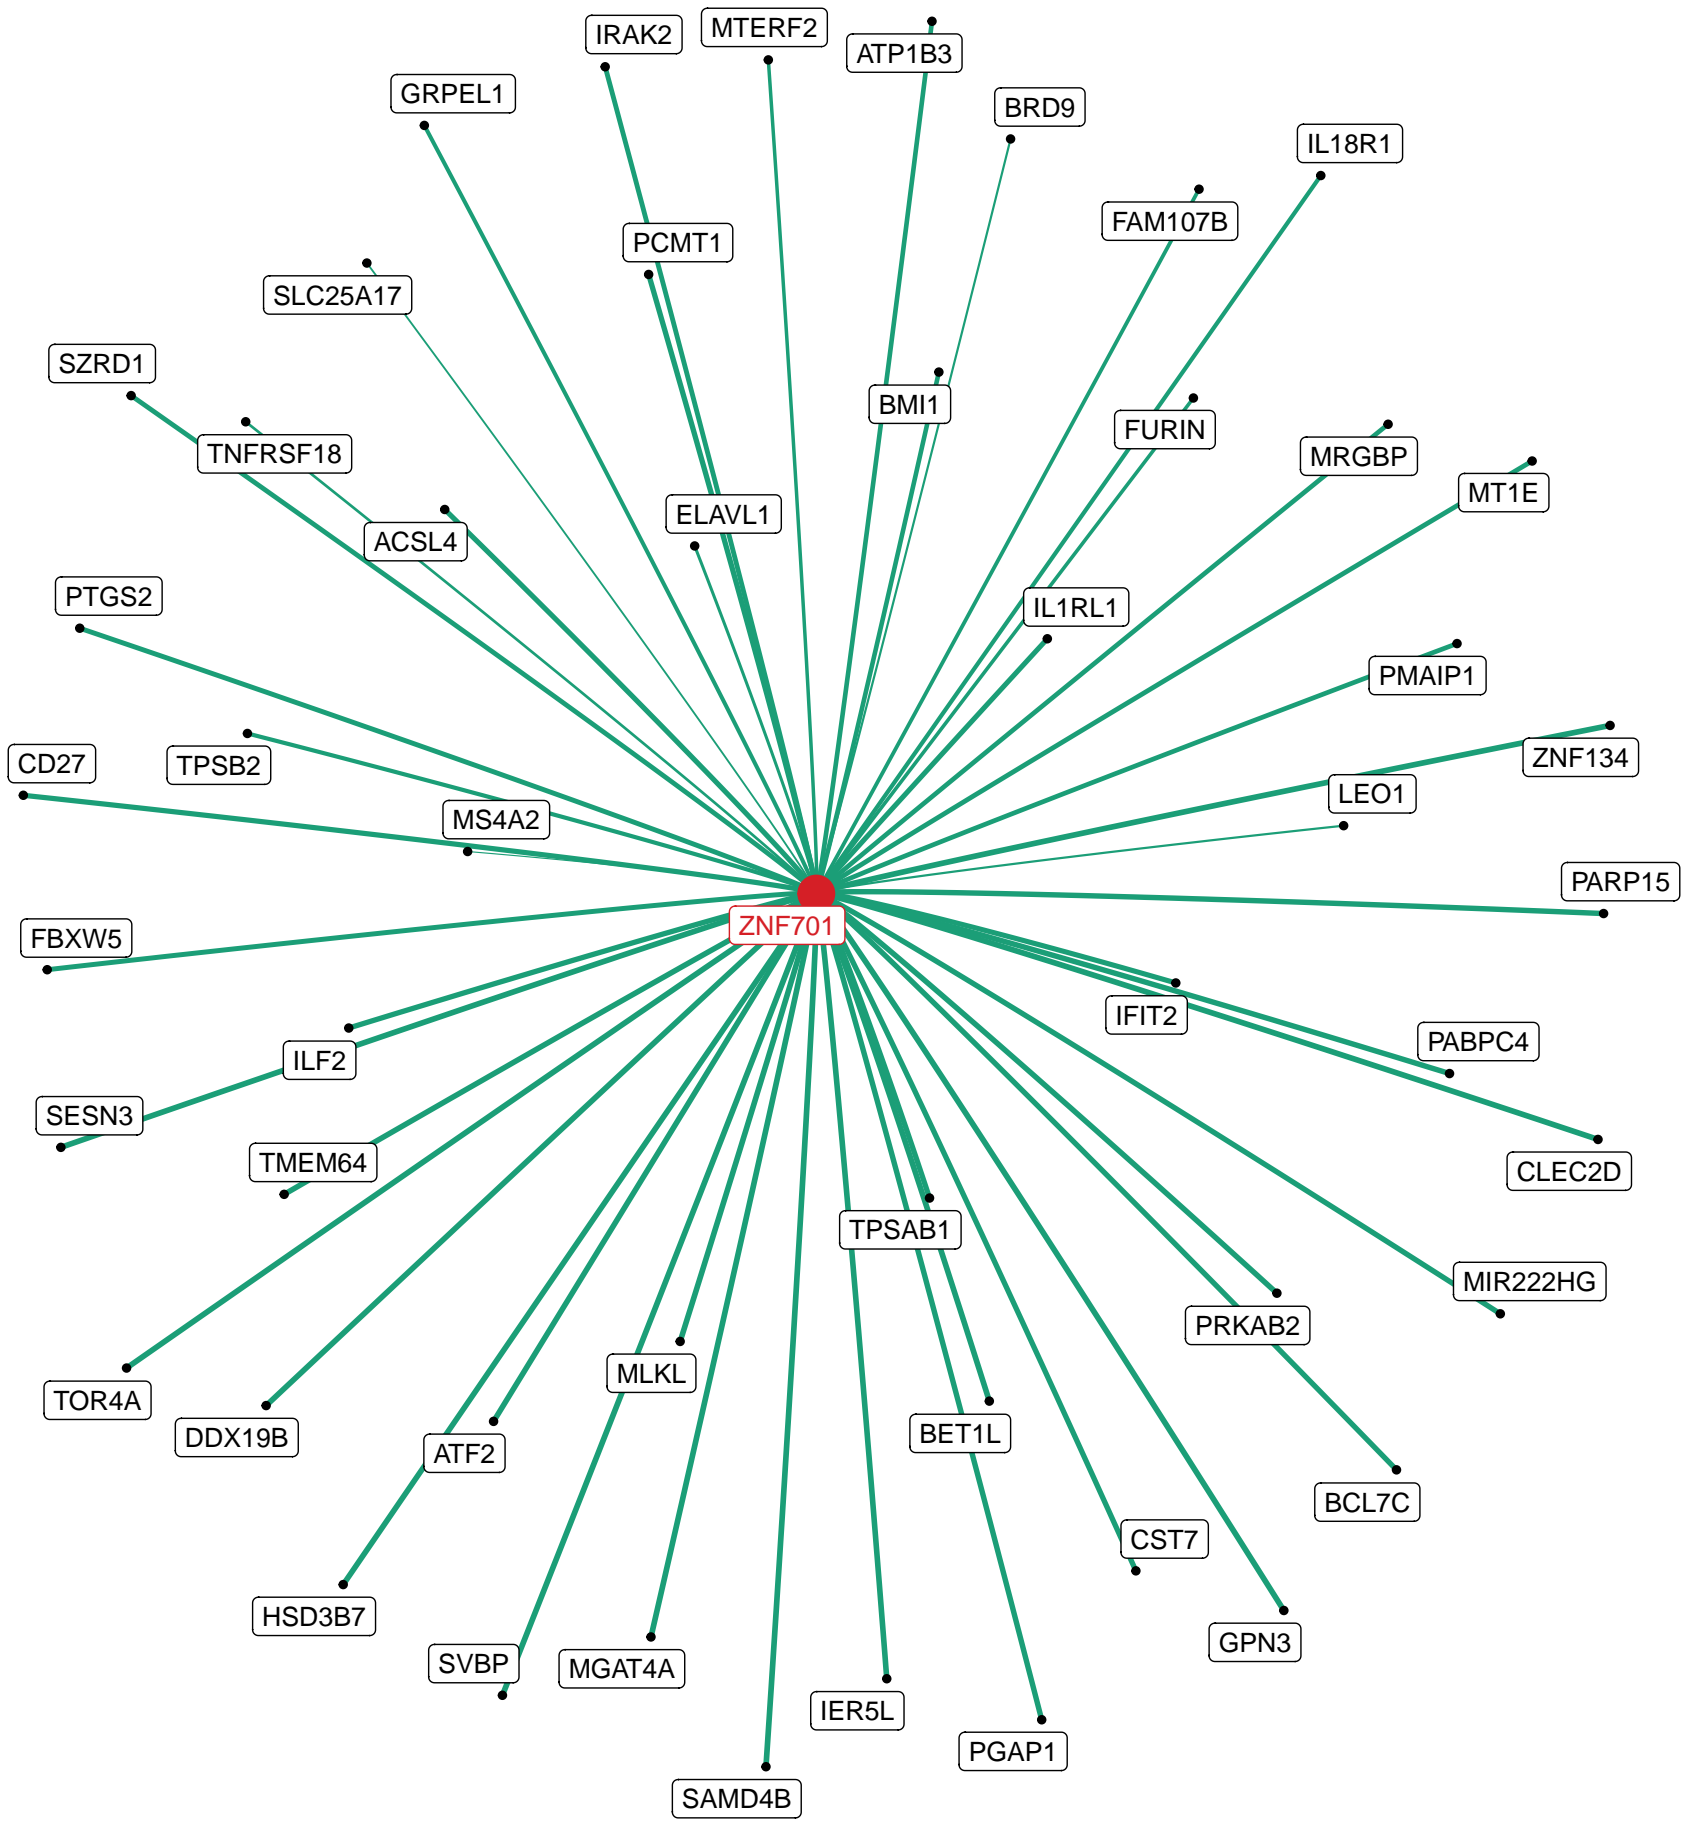 IRAK2
MTERF2
ATP1B3
GRPEL1
BRD9
IL18R1
FAM107B
PCMT1
SLC25A17
SZRD1
BMI1
FURIN
TNFRSF18
MRGBP
MT1E
ELAVL1
ACSL4
PTGS2
IL1RL1
PMAIP1
ZNF134
CD27
TPSB2
LEO1
MS4A2
PARP15
ZNF701
FBXW5
IFIT2
PABPC4
ILF2
SESN3
TMEM64
CLEC2D
TPSAB1
MIR222HG
PRKAB2
MLKL
TOR4A
DDX19B
BET1L
ATF2
BCL7C
CST7
HSD3B7
GPN3
SVBP
MGAT4A
IER5L
PGAP1
SAMD4B